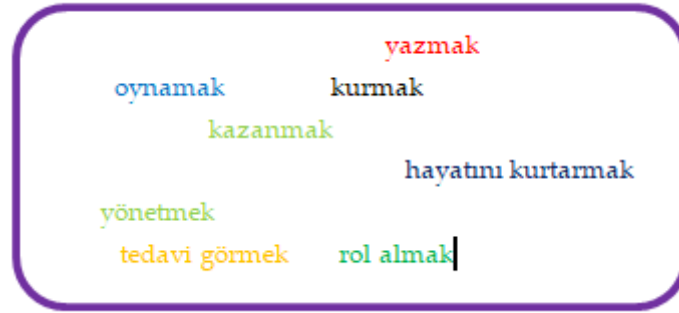 yazmak
oynamak kurmak
kazanmak
hayatını kurtarmak
yönetmek
tedavi görmek rol almak